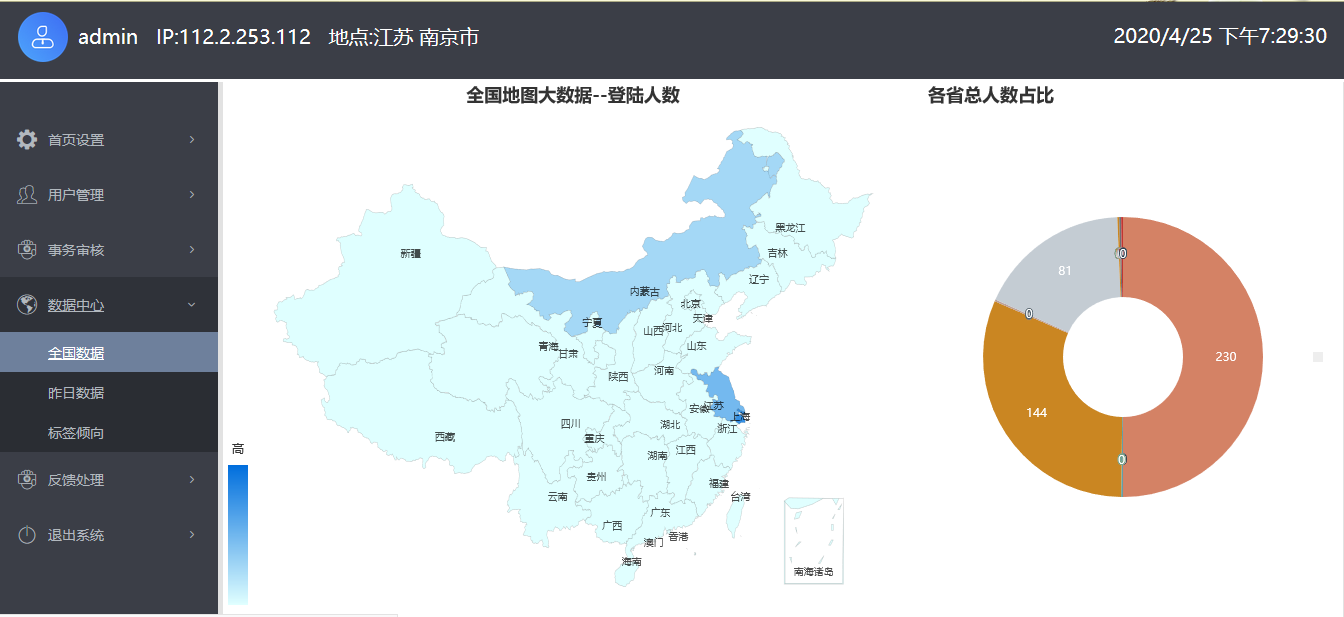 admin IP:112.2.253.112 地点:江苏 南京市
2020/4/25 下午7:29:30
首页设置
用户管理
事务审核
数据中心
全国数据
昨日数据
标签倾向
反馈处理
退出系统
全国地图大数据--登陆人数
黑龙江
新疆
吉林
辽宁
内蒙古
北京
天津
宁夏
山西
河北
青海
甘肃
山东
陕西
河南
安徽
江苏
上海
四川
湖北
浙江
西藏
重庆
湖南
江西
贵州
福建
云南
台湾
广东
广西
香港
澳门
海南
南海诸岛
高
各省总人数占比
0
81
0
230
144
0